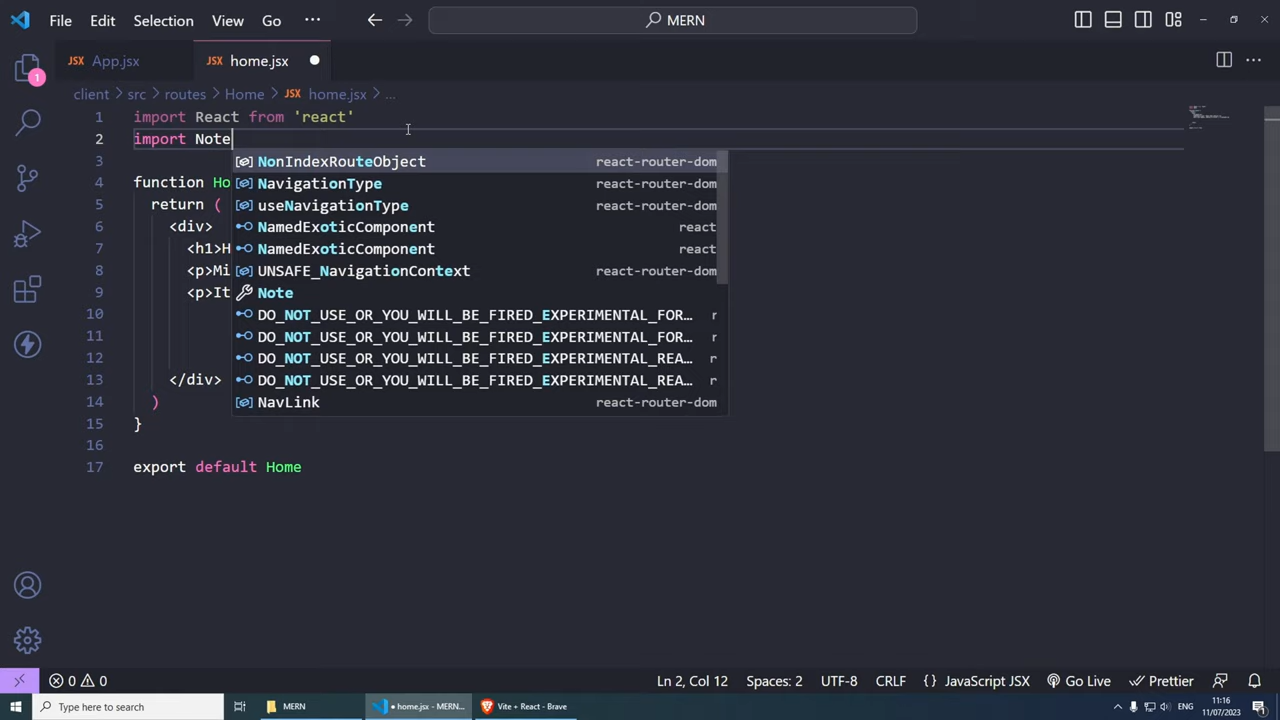 File Edit Selection View Go ··· MERN
JSX App.jsx JSX home.jsx
client > src > routes > Home > JSX home.jsx > ...
1 import React from 'react'
2 import Note
3
4 function Ho
5 return (
6 <div>
7 <h1>H
8 <p>Mi
9 <p>It
10
11
12
13 </div>
14 )
15 }
16
17 export default Home
NonIndexRouteObject react-router-dom
NavigationType react-router-dom
useNavigationType react-router-dom
NamedExoticComponent react
NamedExoticComponent react
UNSAFE_NavigationContext react-router-dom
Note
DO_NOT_USE_OR_YOU_WILL_BE_FIRED_EXPERIMENTAL_FOR... r
DO_NOT_USE_OR_YOU_WILL_BE_FIRED_EXPERIMENTAL_FOR... r
DO_NOT_USE_OR_YOU_WILL_BE_FIRED_EXPERIMENTAL_REA... r
DO_NOT_USE_OR_YOU_WILL_BE_FIRED_EXPERIMENTAL_REA... r
NavLink react-router-dom
1
0 0 Ln 2, Col 12 Spaces: 2 UTF-8 CRLF {} JavaScript JSX Go Live Prettier
Type here to search MERN • home.jsx - MERN... Vite + React - Brave ENG 11:16
11/07/2023 1